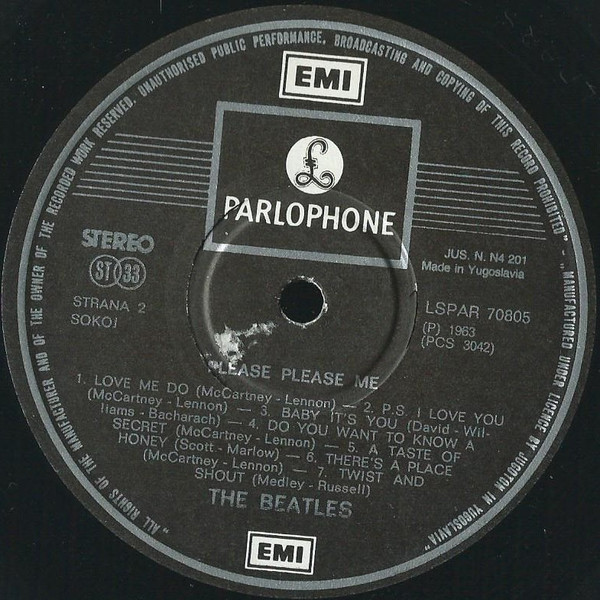 "ALL RIGHTS OF THE MANUFACTURER AND OF THE OWNER OF THE RECORDED WORK RESERVED. UNAUTHORISED PUBLIC PERFORMANCE, BROADCASTING AND COPYING OF THIS RECORD PROHIBITED" – "MANUFACTURED UNDER LICENCE BY JUGOTON IN YUGOSLAVIA"
EMI
£
PARLOPHONE
STEREO
ST 33
STRANA 2
SOKOJ
JUS. N. N4 201
Made in Yugoslavia
LSPAR 70805
(P) 1963
(PCS 3042)
PLEASE PLEASE ME
1. LOVE ME DO (McCartney - Lennon) — 2. P.S. I LOVE YOU
(McCartney - Lennon) — 3. BABY IT'S YOU (David - Wil-
liams - Bacharach) — 4. DO YOU WANT TO KNOW A
SECRET (McCartney - Lennon) — 5. A TASTE OF
HONEY (Scott - Marlow) — 6. THERE'S A PLACE
(McCartney - Lennon) — 7. TWIST AND
SHOUT (Medley - Russell)
THE BEATLES
EMI